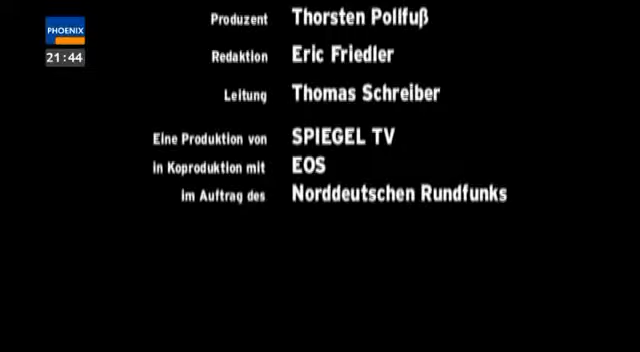 PHOENIX
21:44
Produzent Thorsten Pollfuß
Redaktion Eric Friedler
Leitung Thomas Schreiber
Eine Produktion von SPIEGEL TV
in Koproduktion mit EOS
im Auftrag des Norddeutschen Rundfunks